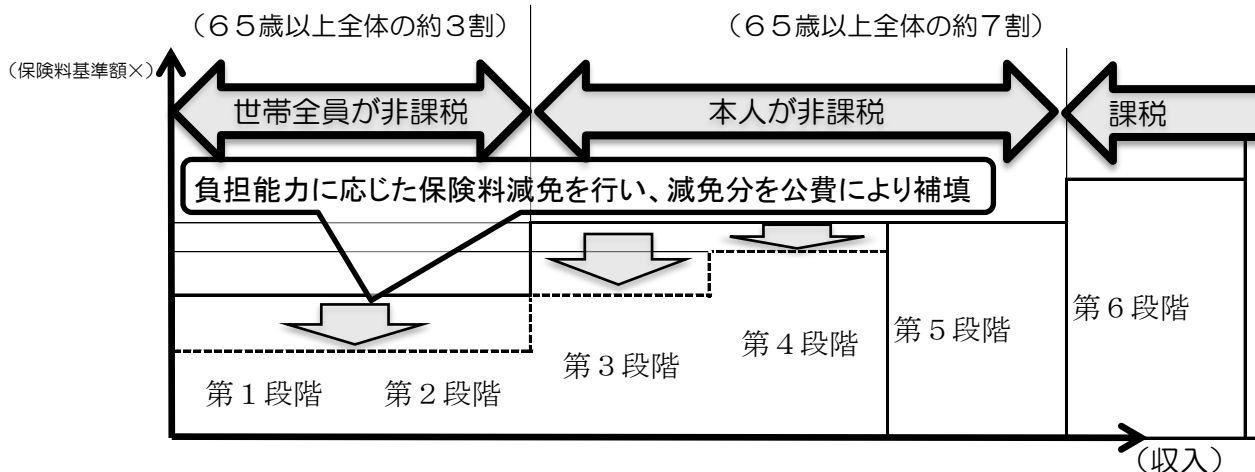 (65歳以上全体の約3割)
(65歳以上全体の約7割)
(保険料基準額×)
世帯全員が非課税
本人が非課税
課税
負担能力に応じた保険料減免を行い、減免分を公費により補填
第1段階
第2段階
第3段階
第4段階
第5段階
第6段階
(収入)